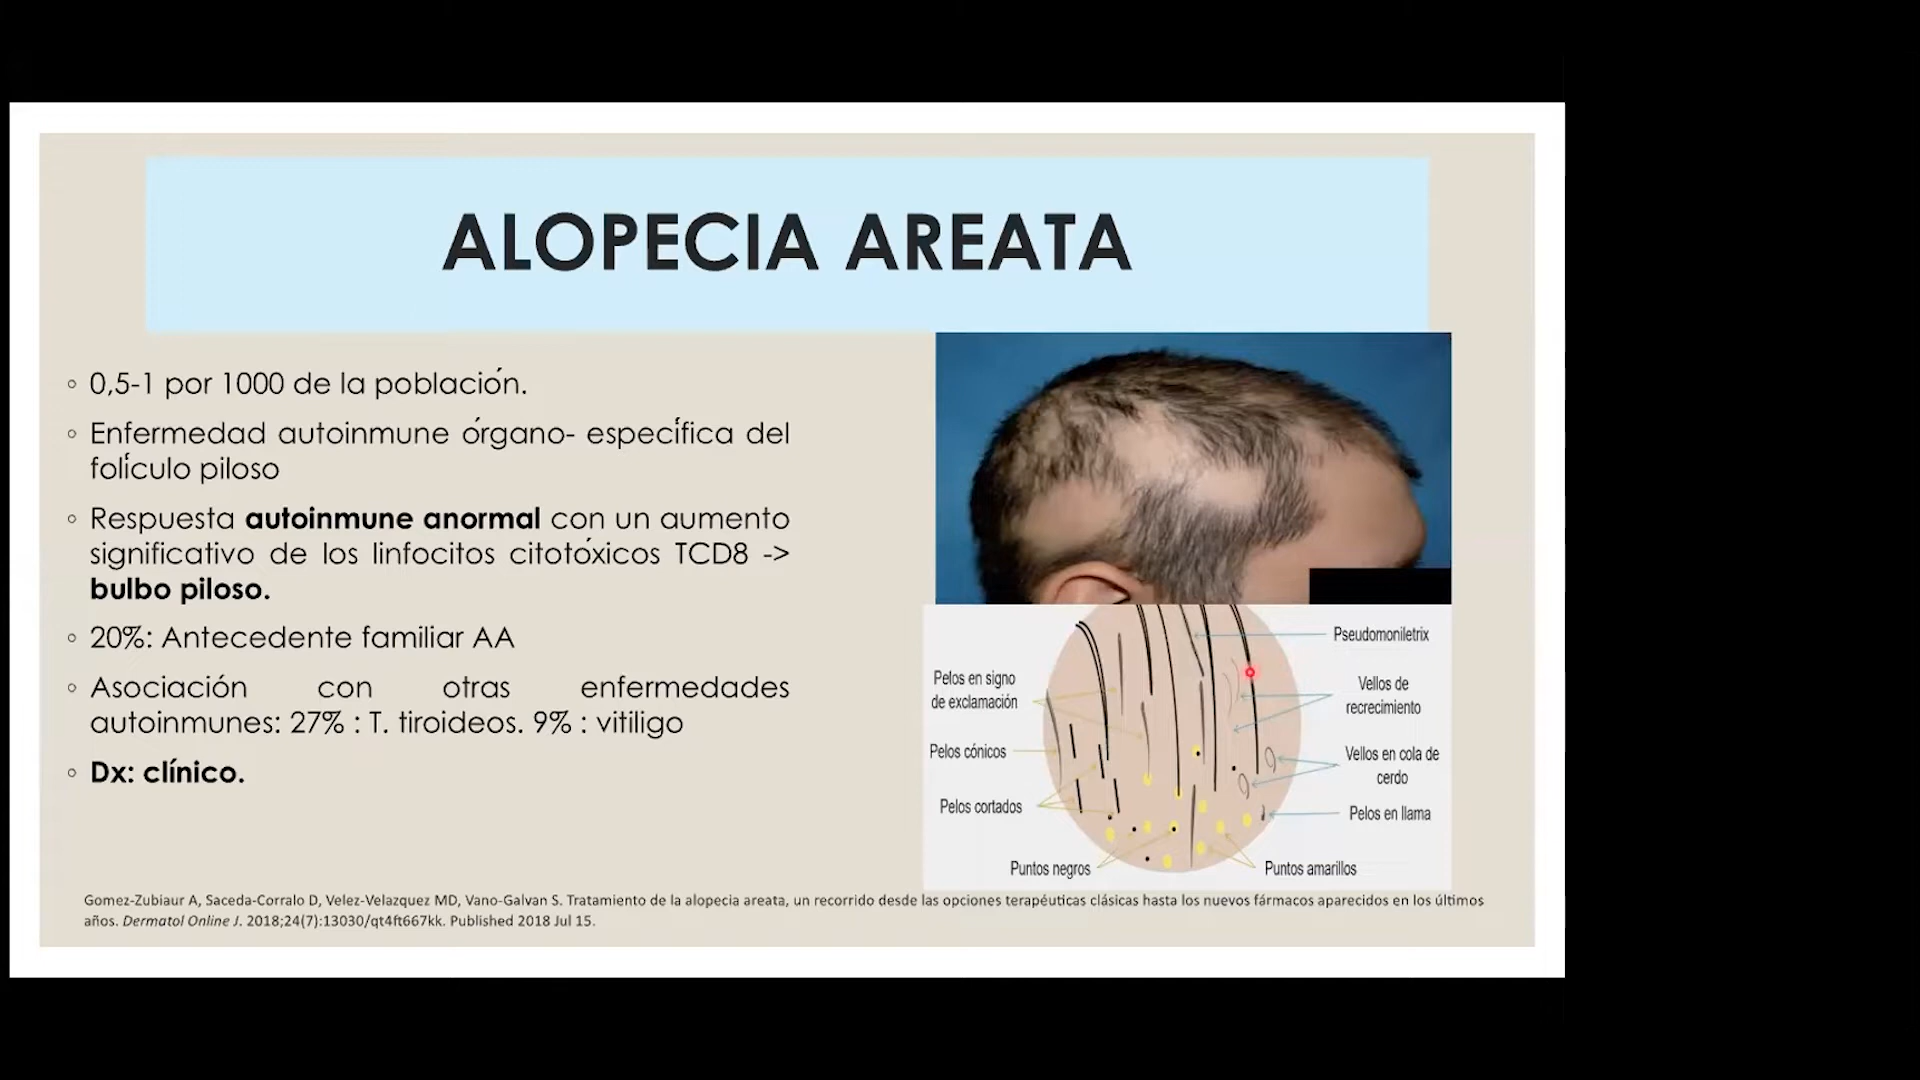 ALOPECIA AREATA
◦ 0,5-1 por 1000 de la población.
◦ Enfermedad autoinmune órgano- específica del
folículo piloso
◦ Respuesta autoinmune anormal con un aumento
significativo de los linfocitos citotóxicos TCD8 ->
bulbo piloso.
◦ 20%: Antecedente familiar AA
◦ Asociación con otras enfermedades
autoinmunes: 27% : T. tiroideos. 9% : vitiligo
◦ Dx: clínico.
Pelos en signo
de exclamación
Pelos cónicos
Pelos cortados
Puntos negros
Pseudomoniletrix
Vellos de
recrecimiento
Vellos en cola de
cerdo
Pelos en llama
Puntos amarillos
Gomez-Zubiaur A, Saceda-Corralo D, Velez-Velazquez MD, Vano-Galvan S. Tratamiento de la alopecia areata, un recorrido desde las opciones terapéuticas clásicas hasta los nuevos fármacos aparecidos en los últimos
años. Dermatol Online J. 2018;24(7):13030/qt4ft667kk. Published 2018 Jul 15.